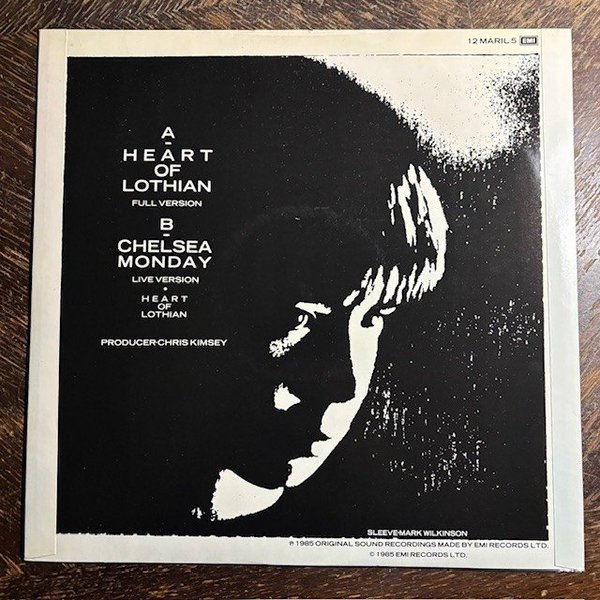 12 MARIL 5 EMI
A-
HEART
OF
LOTHIAN
FULL VERSION
B-
CHELSEA
MONDAY
LIVE VERSION
•
HEART
OF
LOTHIAN
PRODUCER-CHRIS KIMSEY
SLEEVE-MARK WILKINSON
℗ 1985 ORIGINAL SOUND RECORDINGS MADE BY EMI RECORDS LTD.
© 1985 EMI RECORDS LTD.